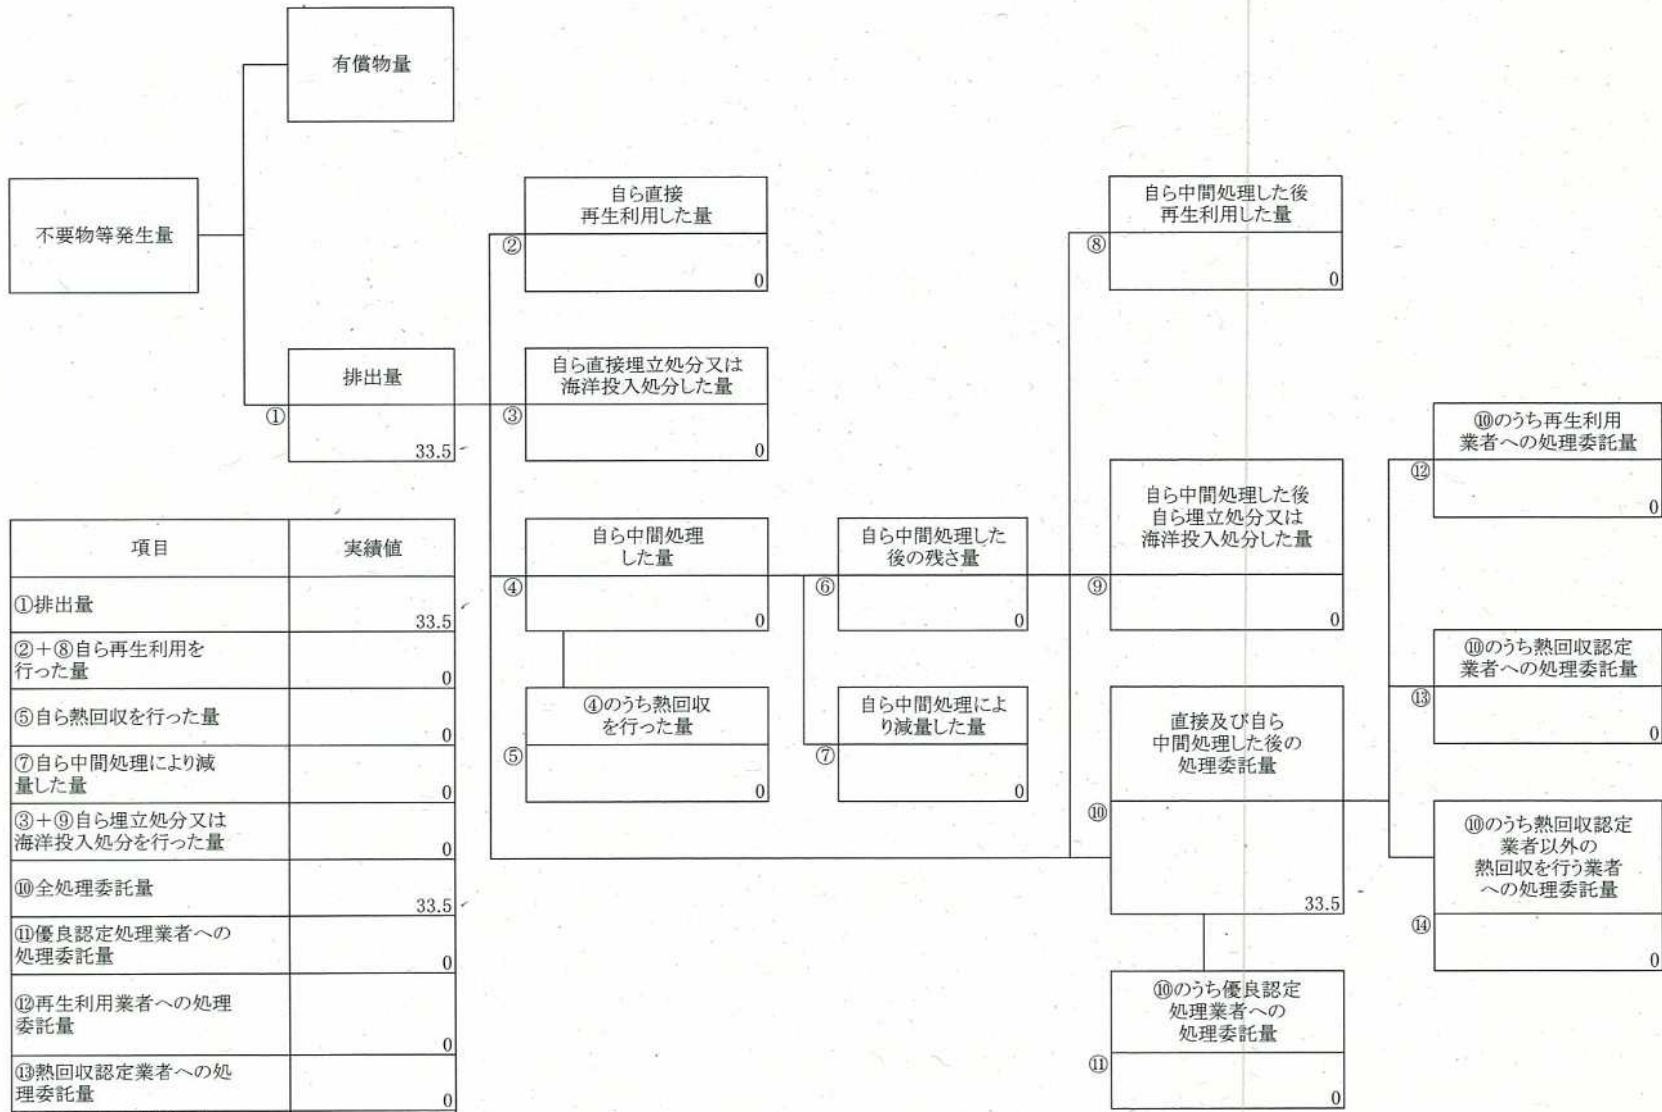 有償物量
不要物等発生量
自ら直接
再生利用した量
②
0
自ら中間処理した後
再生利用した量
⑧
0
排出量
①
33.5
自ら直接埋立処分又は
海洋投入処分した量
③
0
⑩のうち再生利用
業者への処理委託量
⑫
0
自ら中間処理した後
自ら埋立処分又は
海洋投入処分した量
⑨
0
自ら中間処理
した量
④
0
自ら中間処理した
後の残さ量
⑥
0
⑩のうち熱回収認定
業者への処理委託量
⑬
0
④のうち熱回収
を行った量
⑤
0
自ら中間処理によ
り減量した量
⑦
0
直接及び自ら
中間処理した後の
処理委託量
⑩
33.5
⑩のうち熱回収認定
業者以外の
熱回収を行う業者
への処理委託量
⑭
0
⑩のうち優良認定
処理業者への
処理委託量
⑪
0
項目 実績値
①排出量
33.5
②+⑧自ら再生利用を
行った量
0
⑤自ら熱回収を行った量
0
⑦自ら中間処理により減
量した量
0
③+⑨自ら埋立処分又は
海洋投入処分を行った量
0
⑩全処理委託量
33.5
⑪優良認定処理業者への
処理委託量
0
⑫再生利用業者への処理
委託量
0
⑬熱回収認定業者への処
理委託量
0